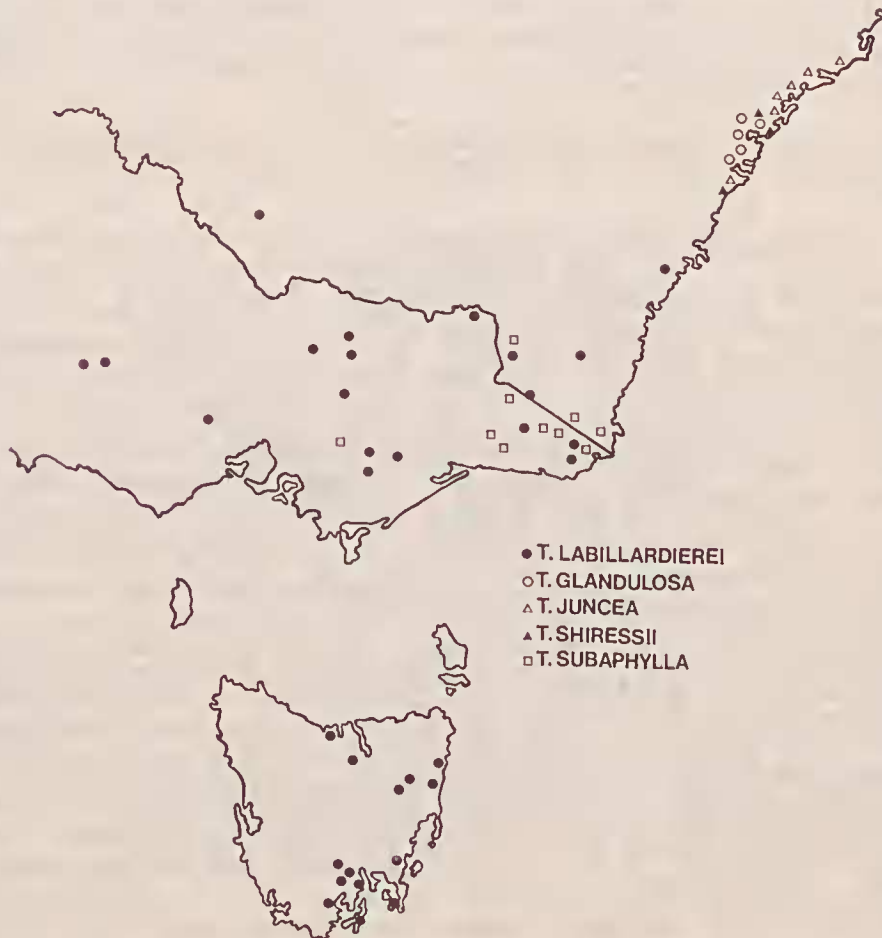 ● T. LABILLARDIEREI
○ T. GLANDULOSA
△ T. JUNCEA
▲ T. SHIRESSII
□ T. SUBAPHYLLA